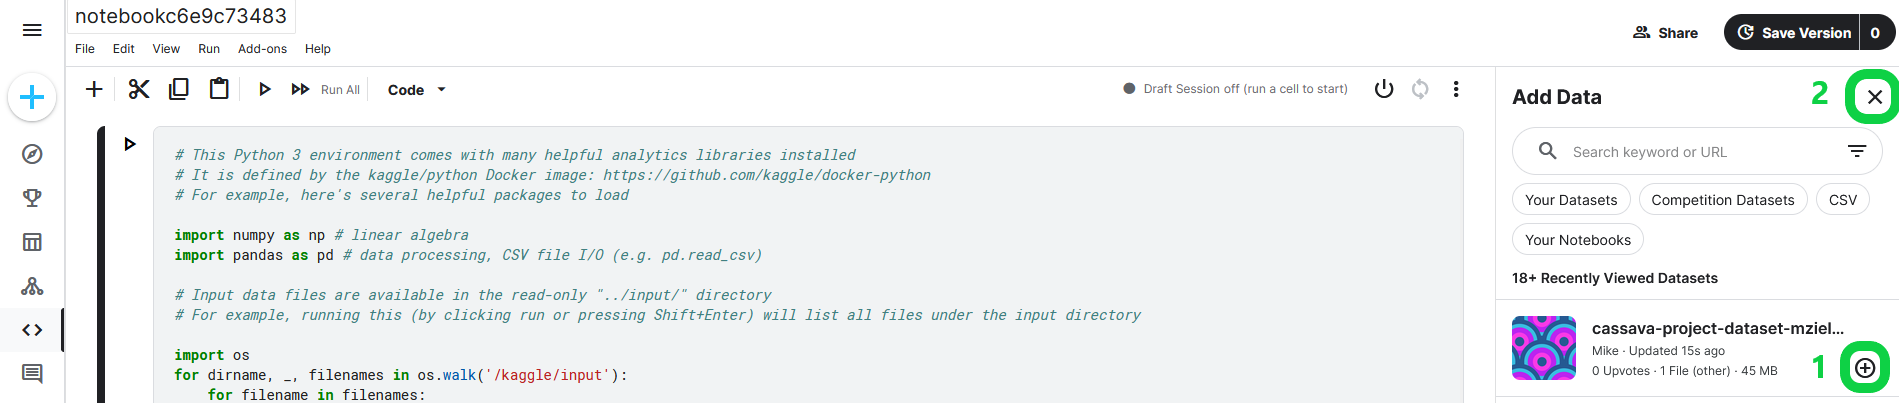 notebookc6e9c73483
File Edit View Run Add-ons Help
Share
Save Version 0
Run All
Code
Draft Session off (run a cell to start)
# This Python 3 environment comes with many helpful analytics libraries installed
# It is defined by the kaggle/python Docker image: https://github.com/kaggle/docker-python
# For example, here's several helpful packages to load
import numpy as np # linear algebra
import pandas as pd # data processing, CSV file I/O (e.g. pd.read_csv)
# Input data files are available in the read-only "../input/" directory
# For example, running this (by clicking run or pressing Shift+Enter) will list all files under the input directory
import os
for dirname, _, filenames in os.walk('/kaggle/input'):
for filename in filenames:
Add Data
2
Search keyword or URL
Your Datasets Competition Datasets CSV
Your Notebooks
18+ Recently Viewed Datasets
cassava-project-dataset-mziel...
Mike · Updated 15s ago
0 Upvotes · 1 File (other) · 45 MB
1